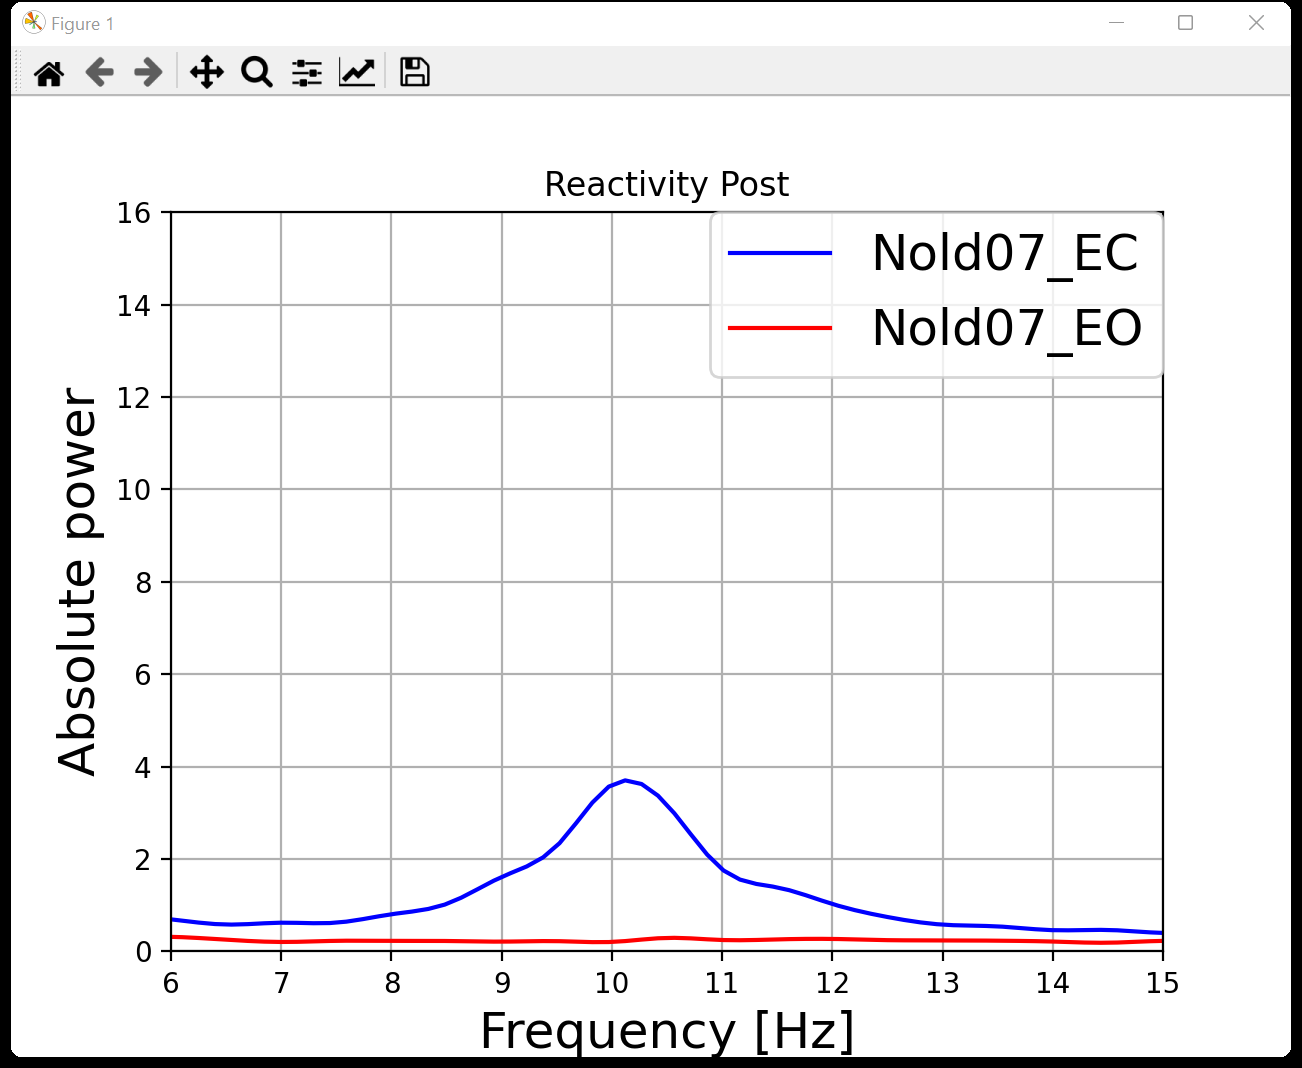 Figure 1
Reactivity Post
16
14
12
10
8
6
4
2
0
Absolute power
Nold07_EC
Nold07_EO
6 7 8 9 10 11 12 13 14 15
Frequency [Hz]